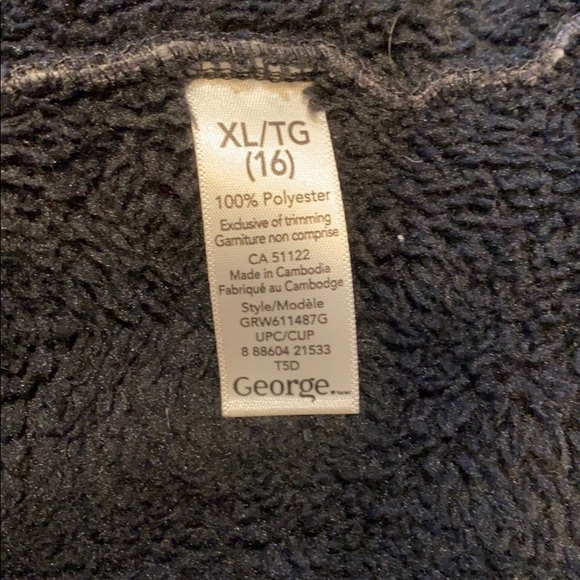 XL/TG
(16)
100% Polyester
Exclusive of trimming
Garniture non comprise
CA 51122
Made in Cambodia
Fabriqué au Cambodge
Style/Modèle
GRW611487G
UPC/CUP
8 88604 21533
T5D
George.